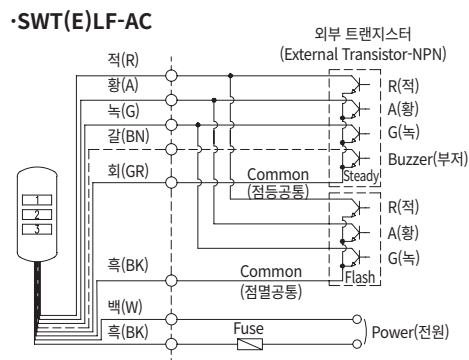 ·SWT(E)LF-AC
외부 트랜지스터
(External Transistor-NPN)
적(R)
황(A)
녹(G)
갈(BN)
회(GR)
흑(BK)
백(W)
흑(BK)
R(적)
A(황)
G(녹)
Buzzer(부저)
Common
(점등공통)
Steady
R(적)
A(황)
G(녹)
Common
(점멸공통)
Flash
Fuse
Power(전원)
1
2
3